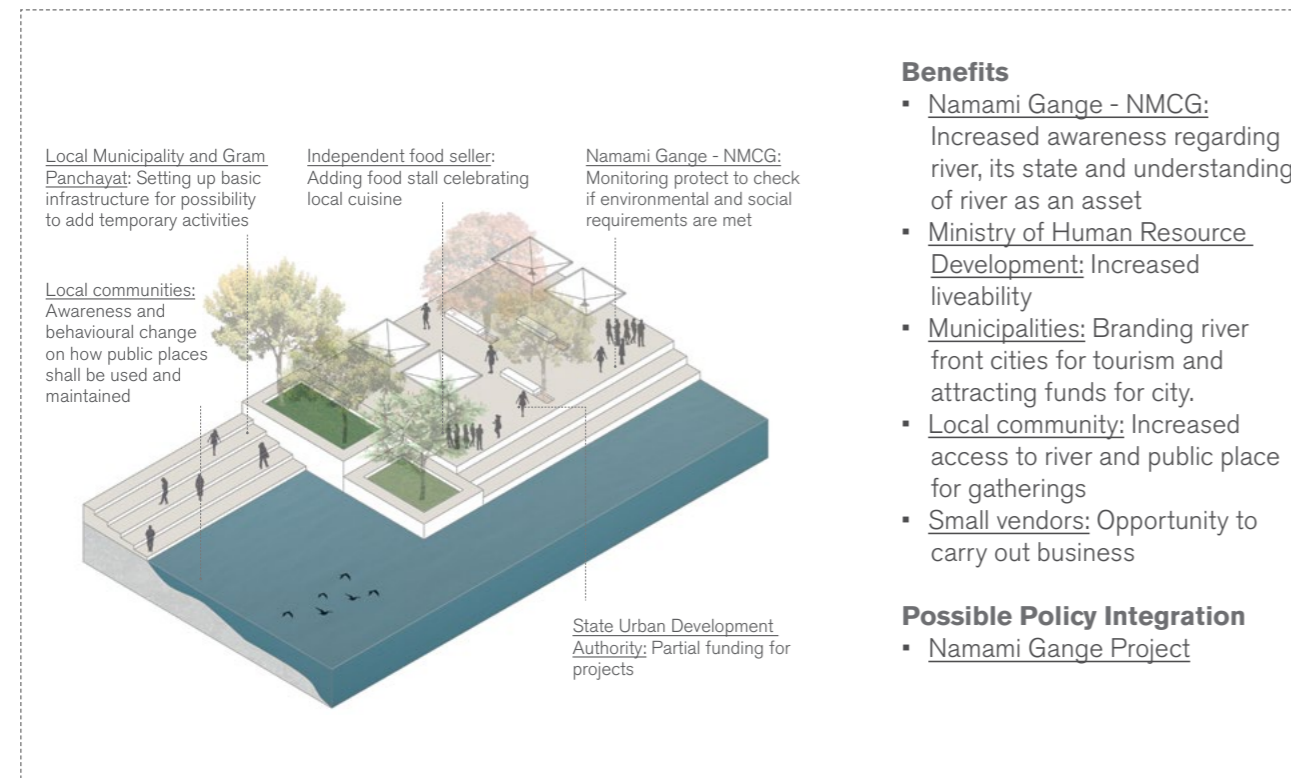 Local Municipality and Gram
Panchayat: Setting up basic
infrastructure for possibility
to add temporary activities
Independent food seller:
Adding food stall celebrating
local cuisine
Namami Gange - NMCG:
Monitoring protect to check
if environmental and social
requirements are met
Local communities:
Awareness and
behavioural change
on how public places
shall be used and
maintained
State Urban Development
Authority: Partial funding for
projects
Benefits
▪ Namami Gange - NMCG:
Increased awareness regarding
river, its state and understanding
of river as an asset
▪ Ministry of Human Resource
Development: Increased
liveability
▪ Municipalities: Branding river
front cities for tourism and
attracting funds for city.
▪ Local community: Increased
access to river and public place
for gatherings
▪ Small vendors: Opportunity to
carry out business
Possible Policy Integration
▪ Namami Gange Project